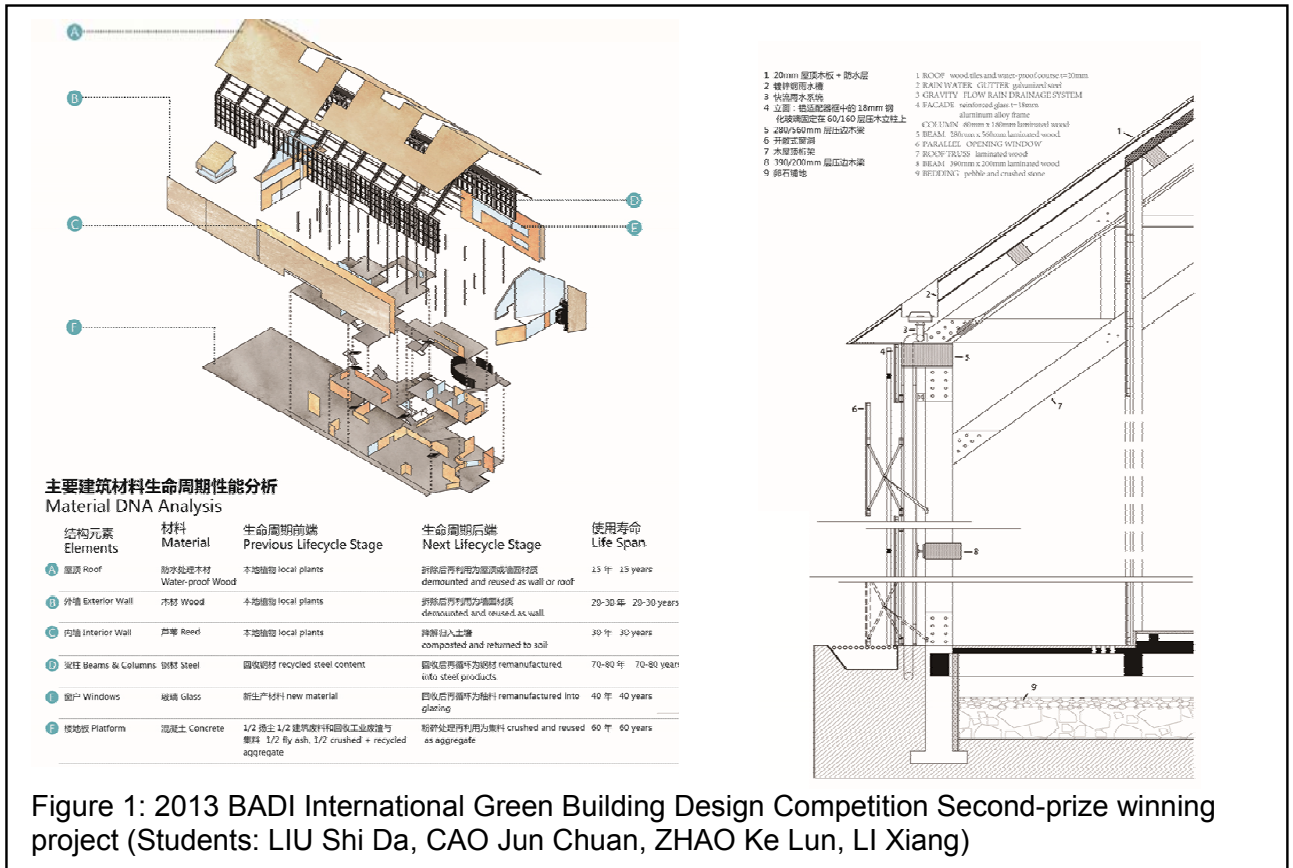 A
B
C
D
E
F
主要建筑材料生命周期性能分析
Material DNA Analysis
结构元素 材料 生命周期前端 生命周期后端 使用寿命
Elements Material Previous Lifecycle Stage Next Lifecycle Stage Life Span
A 屋顶 Roof 防水处理木材 本地植物 local plants 拆除后再利用为屋顶或墙面材质 15 年 15 years
Water-proof Wood demounted and reused as wall or roof
B 外墙 Exterior Wall 木材 Wood 本地植物 local plants 拆除后再利用为墙面材质 20-30 年 20-30 years
demounted and reused as wall
C 内墙 Interior Wall 芦苇 Reed 本地植物 local plants 降解归入土壤 30 年 30 years
composted and returned to soil
D 梁柱 Beams & Columns 钢材 Steel 回收钢材 recycled steel content 回收后再循环为钢材 remanufactured 70-80 年 70-80 years
into steel products
E 窗户 Windows 玻璃 Glass 新生产材料 new material 回收后再循环为釉料 remanufactured into 40 年 40 years
glazing
F 楼地板 Platform 混凝土 Concrete 1/2 扬尘 1/2 建筑废料和回收工业废渣与 粉碎处理再利用为集料 crushed and reused 60 年 60 years
集料 1/2 fly ash, 1/2 crushed + recycled as aggregate
aggregate
1 20mm 屋顶木板 + 防水层
2 镀锌钢雨水槽
3 快流雨水系统
4 立面：铝适配器框中的 18mm 钢
化玻璃固定在 60/160 层压木立柱上
5 280/560mm 层压边木梁
6 开敞式窗洞
7 木屋顶桁架
8 390/200mm 层压边木梁
9 卵石铺地
1 ROOF wood tiles and water-proof course t=20mm
2 RAIN WATER GUTTER galvanized steel
3 GRAVITY FLOW RAIN DRAINAGE SYSTEM
4 FACADE reinforced glass t=18mm
aluminum alloy frame
COLUMN 60mm x 160mm laminated wood
5 BEAM 280mm x 560mm laminated wood
6 PARALLEL OPENING WINDOW
7 ROOF TRUSS laminated wood
8 BEAM 390mm x 200mm laminated wood
9 BEDDING pebble and crushed stone
1
2
3
4
5
6
7
8
9
Figure 1: 2013 BADI International Green Building Design Competition Second-prize winning
project (Students: LIU Shi Da, CAO Jun Chuan, ZHAO Ke Lun, LI Xiang)